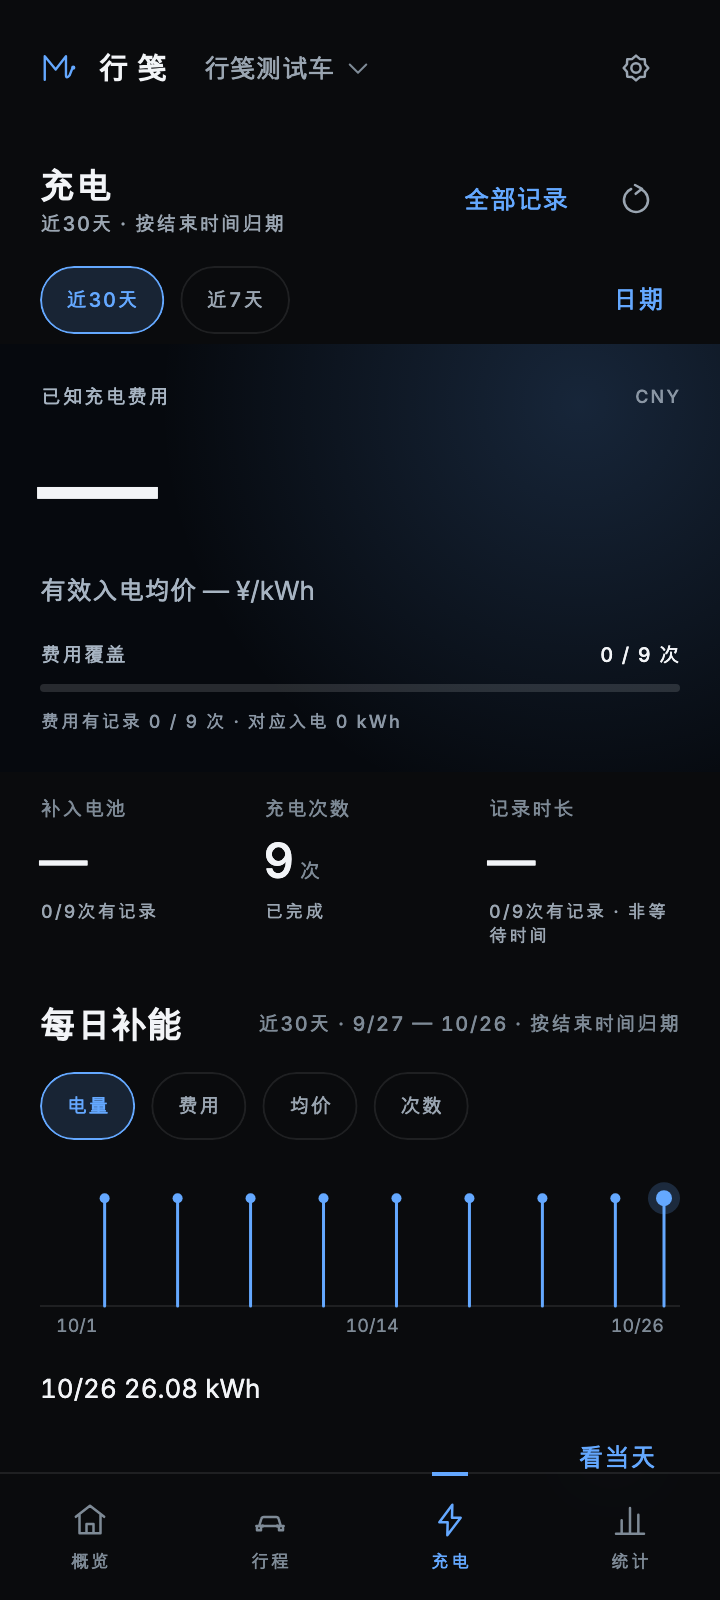 行笺 行笺测试车
充电
全部记录
近30天 · 按结束时间归期
近30天 近7天 日期
已知充电费用 CNY
—
有效入电均价 — ¥/kWh
费用覆盖 0 / 9 次
费用有记录 0 / 9 次 · 对应入电 0 kWh
补入电池 充电次数 记录时长
— 9 次 —
0/9次有记录 已完成 0/9次有记录 · 非等
待时间
每日补能 近30天 · 9/27 — 10/26 · 按结束时间归期
电量 费用 均价 次数
10/1 10/14 10/26
10/26 26.08 kWh
看当天
概览 行程 充电 统计